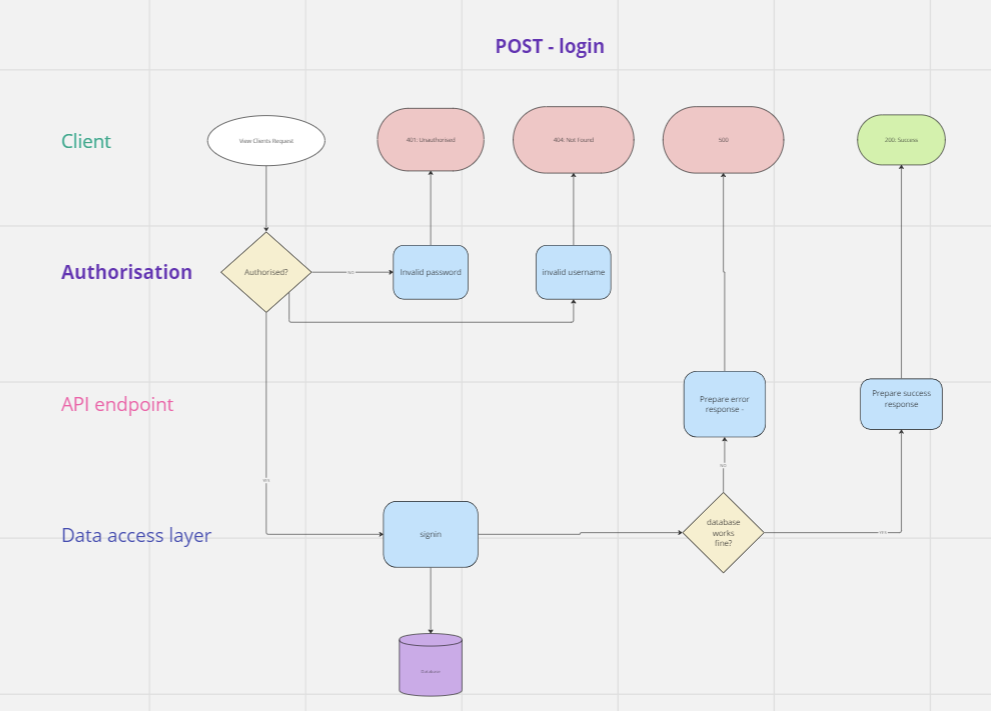 POST - login
Client
View Clients Request
401: Unauthorised
404: Not Found
500
200: Success
Authorisation
Authorised?
NO
Invalid password
invalid username
API endpoint
Prepare error
response -
Prepare success
response
YES
NO
Data access layer
signin
database
works
fine?
YES
Database